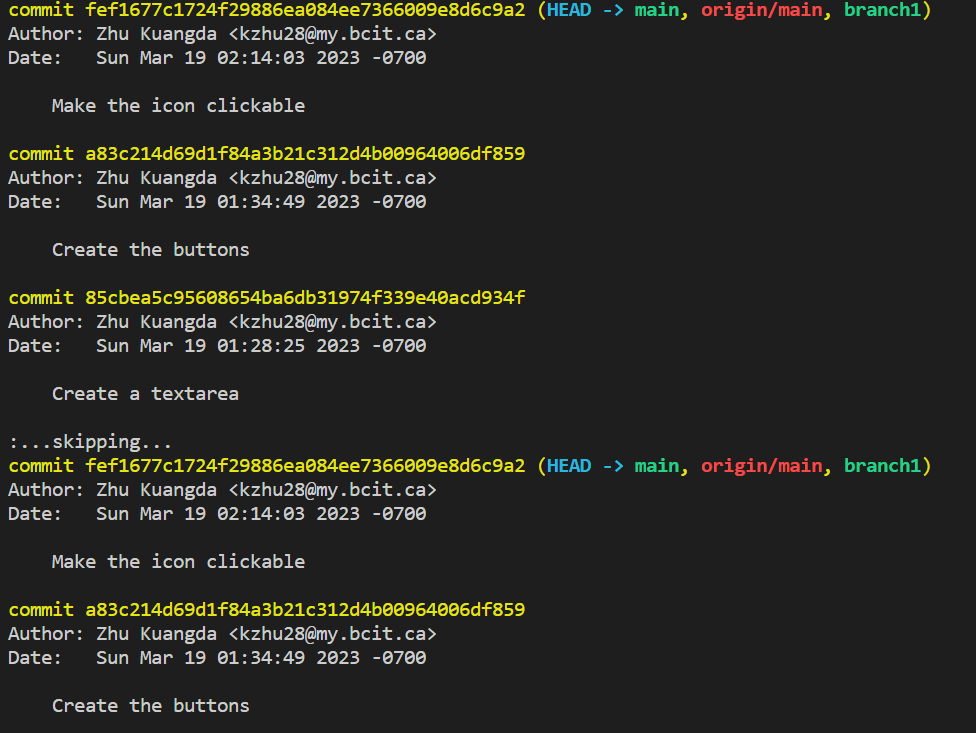 commit fef1677c1724f29886ea084ee7366009e8d6c9a2 (HEAD -> main, origin/main, branch1)
Author: Zhu Kuangda <kzhu28@my.bcit.ca>
Date:   Sun Mar 19 02:14:03 2023 -0700
Make the icon clickable
commit a83c214d69d1f84a3b21c312d4b00964006df859
Author: Zhu Kuangda <kzhu28@my.bcit.ca>
Date:   Sun Mar 19 01:34:49 2023 -0700
Create the buttons
commit 85cbea5c95608654ba6db31974f339e40acd934f
Author: Zhu Kuangda <kzhu28@my.bcit.ca>
Date:   Sun Mar 19 01:28:25 2023 -0700
Create a textarea
:...skipping...
commit fef1677c1724f29886ea084ee7366009e8d6c9a2 (HEAD -> main, origin/main, branch1)
Author: Zhu Kuangda <kzhu28@my.bcit.ca>
Date:   Sun Mar 19 02:14:03 2023 -0700
Make the icon clickable
commit a83c214d69d1f84a3b21c312d4b00964006df859
Author: Zhu Kuangda <kzhu28@my.bcit.ca>
Date:   Sun Mar 19 01:34:49 2023 -0700
Create the buttons